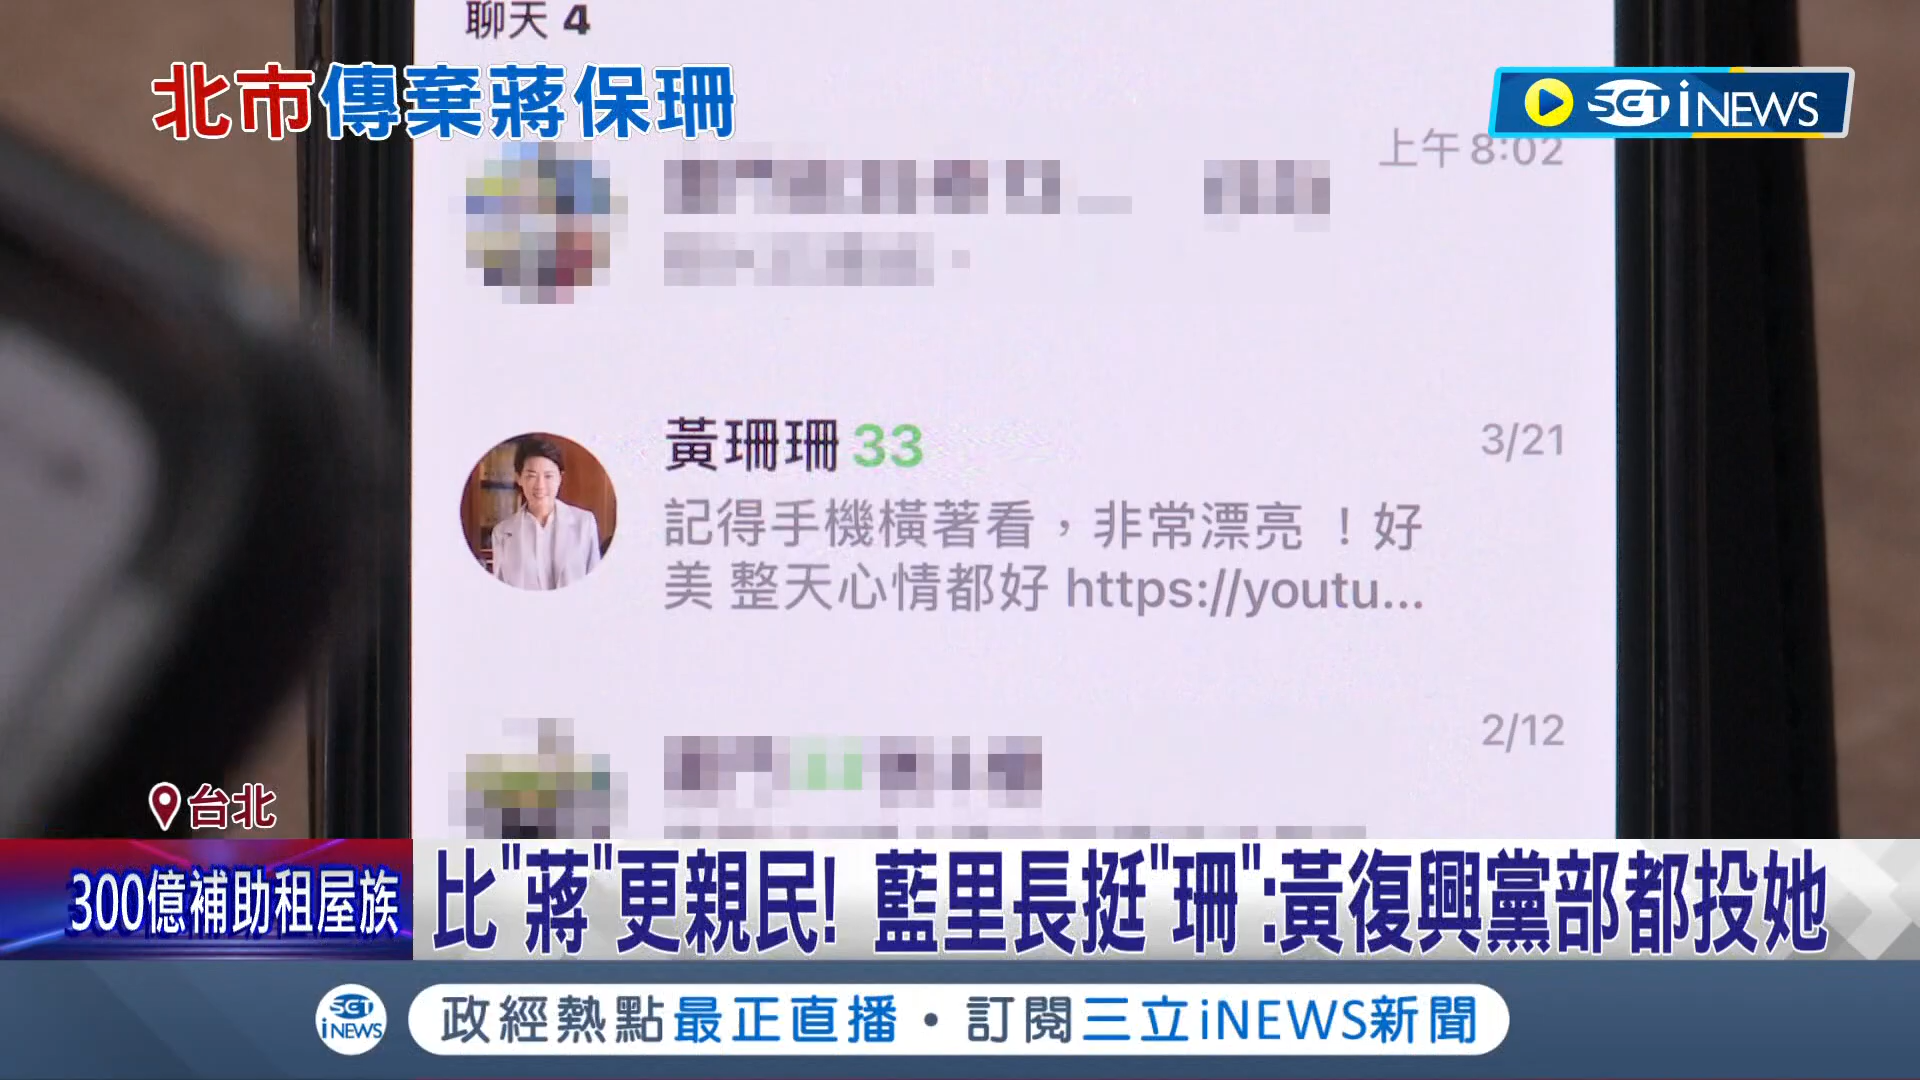 聊天 4
北市傳棄蔣保珊
SET iNEWS
上午8:02
黃珊珊33
3/21
記得手機橫著看，非常漂亮 ！好
美 整天心情都好 https://youtu...
2/12
台北
300億補助租屋族
比"蔣"更親民! 藍里長挺"珊":黃復興黨部都投她
SET iNEWS
政經熱點最正直播・訂閱三立iNEWS新聞